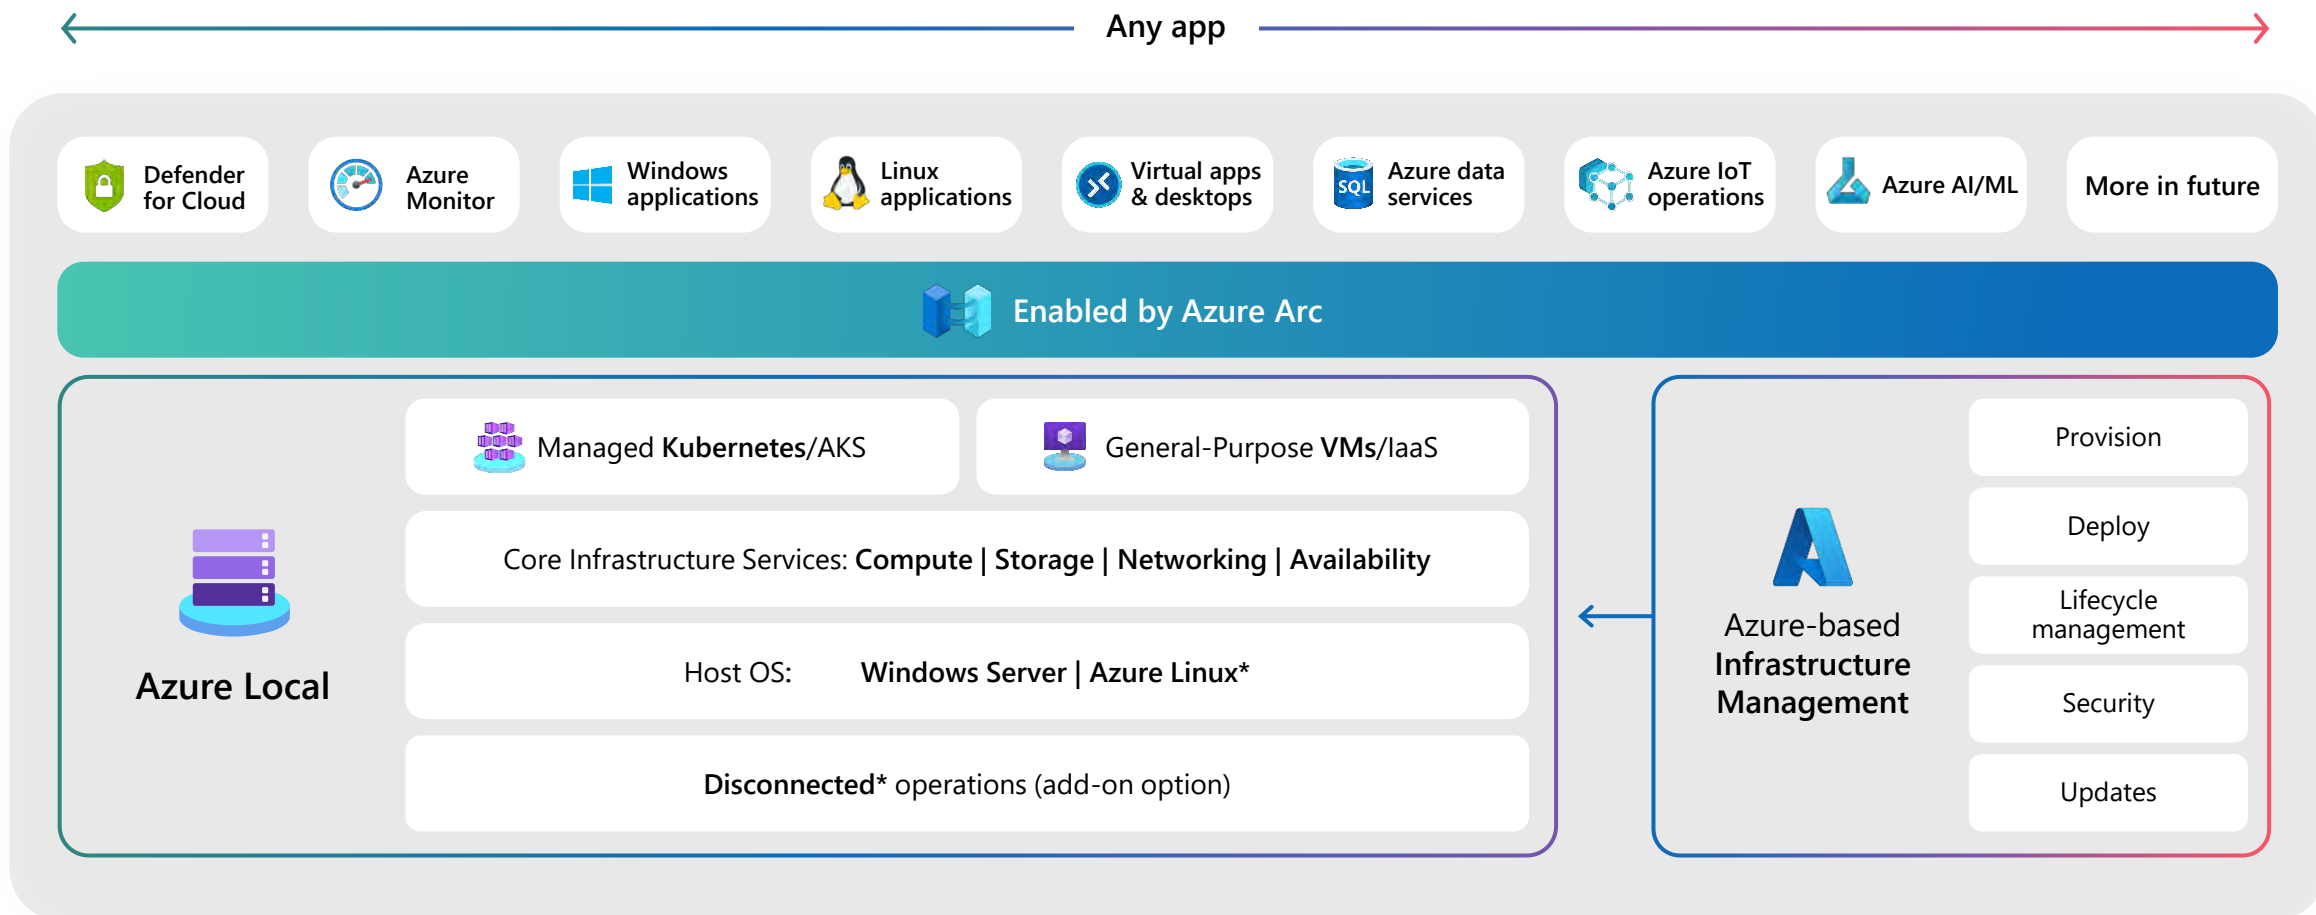 Any app
Defender
for Cloud
Azure
Monitor
Windows
applications
Linux
applications
Virtual apps
& desktops
SQL
Azure data
services
Azure IoT
operations
Azure AI/ML
More in future
Enabled by Azure Arc
Azure Local
Managed Kubernetes/AKS
General-Purpose VMs/IaaS
Core Infrastructure Services: Compute | Storage | Networking | Availability
Host OS: Windows Server | Azure Linux*
Disconnected* operations (add-on option)
Azure-based
Infrastructure
Management
Provision
Deploy
Lifecycle
management
Security
Updates